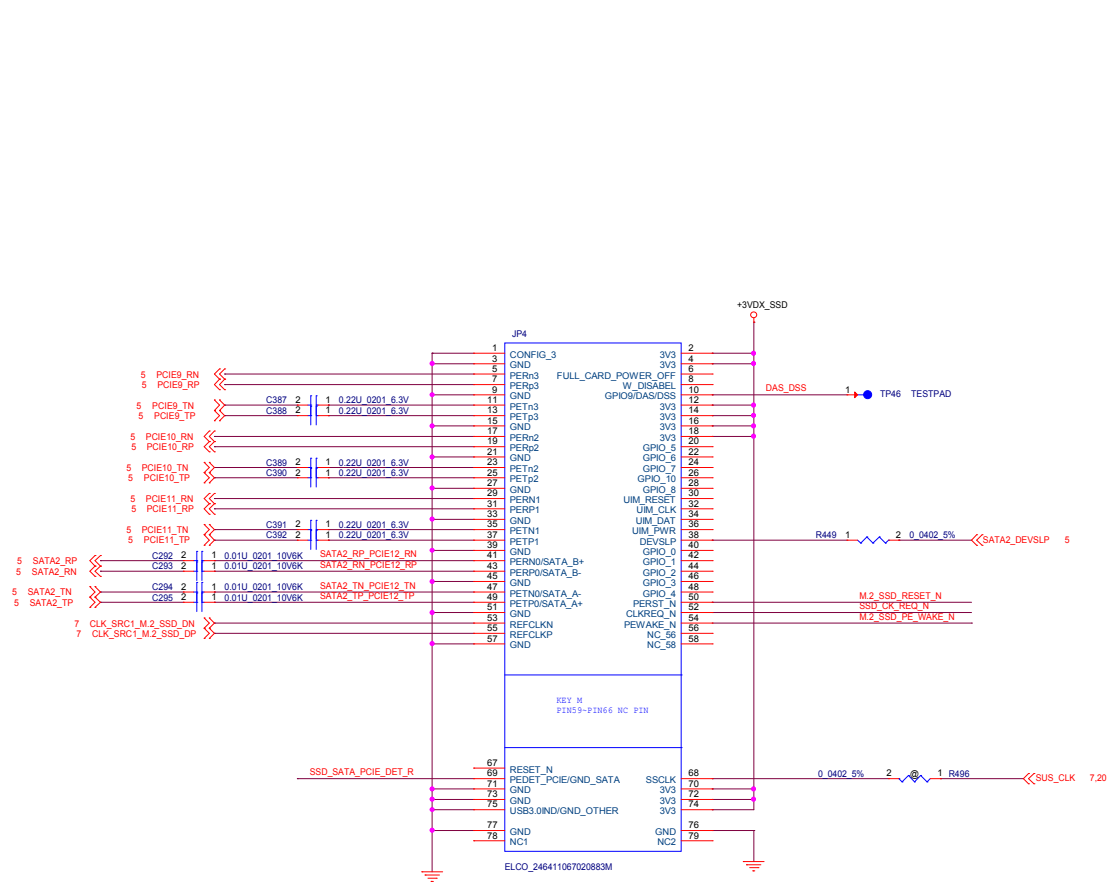 +3VDX_SSD
JP4
1 CONFIG_3 3V3 2
3 GND 3V3 4
5 PCIE9_RN 5 PERn3 FULL_CARD_POWER_OFF 6
5 PCIE9_RP 7 PERp3 W_DISABEL 8
9 GND GPIO9/DAS/DSS 10 DAS_DSS 1 TP46 TESTPAD
5 PCIE9_TN C387 2 1 0.22U_0201_6.3V 11 PETn3 3V3 12
5 PCIE9_TP C388 2 1 0.22U_0201_6.3V 13 PETp3 3V3 14
15 GND 3V3 16
5 PCIE10_RN 17 PERn2 3V3 18
5 PCIE10_RP 19 PERp2 GPIO_5 20
21 GND GPIO_6 22
5 PCIE10_TN C389 2 1 0.22U_0201_6.3V 23 PETn2 GPIO_7 24
5 PCIE10_TP C390 2 1 0.22U_0201_6.3V 25 PETp2 GPIO_10 26
27 GND GPIO_8 28
5 PCIE11_RN 29 PERN1 UIM_RESET 30
5 PCIE11_RP 31 PERP1 UIM_CLK 32
33 GND UIM_DAT 34
5 PCIE11_TN C391 2 1 0.22U_0201_6.3V 35 PETN1 UIM_PWR 36
5 PCIE11_TP C392 2 1 0.22U_0201_6.3V 37 PETP1 DEVSLP 38 R449 1 2 0_0402_5% SATA2_DEVSLP 5
39 GND GPIO_0 40
5 SATA2_RP C292 2 1 0.01U_0201_10V6K SATA2_RP_PCIE12_RN 41 PERN0/SATA_B+ GPIO_1 42
5 SATA2_RN C293 2 1 0.01U_0201_10V6K SATA2_RN_PCIE12_RP 43 PERP0/SATA_B- GPIO_2 44
45 GND GPIO_3 46
5 SATA2_TN C294 2 1 0.01U_0201_10V6K SATA2_TN_PCIE12_TN 47 PETN0/SATA_A- GPIO_4 48
5 SATA2_TP C295 2 1 0.01U_0201_10V6K SATA2_TP_PCIE12_TP 49 PETP0/SATA_A+ PERST_N 50 M.2_SSD_RESET_N
51 GND CLKREQ_N 52 SSD_CK_REQ_N
7 CLK_SRC1_M.2_SSD_DN 53 REFCLKN PEWAKE_N 54 M.2_SSD_PE_WAKE_N
7 CLK_SRC1_M.2_SSD_DP 55 REFCLKP NC_56 56
57 GND NC_58 58
KEY M
PIN59~PIN66 NC PIN
67 RESET_N
SSD_SATA_PCIE_DET_R 69 PEDET_PCIE/GND_SATA SSCLK 68 0_0402_5% 2 @ 1 R496 SUS_CLK 7,20
71 GND 3V3 70
73 GND 3V3 72
75 USB3.0IND/GND_OTHER 3V3 74
77 GND GND 76
78 NC1 NC2 79
ELCO_246411067020883M